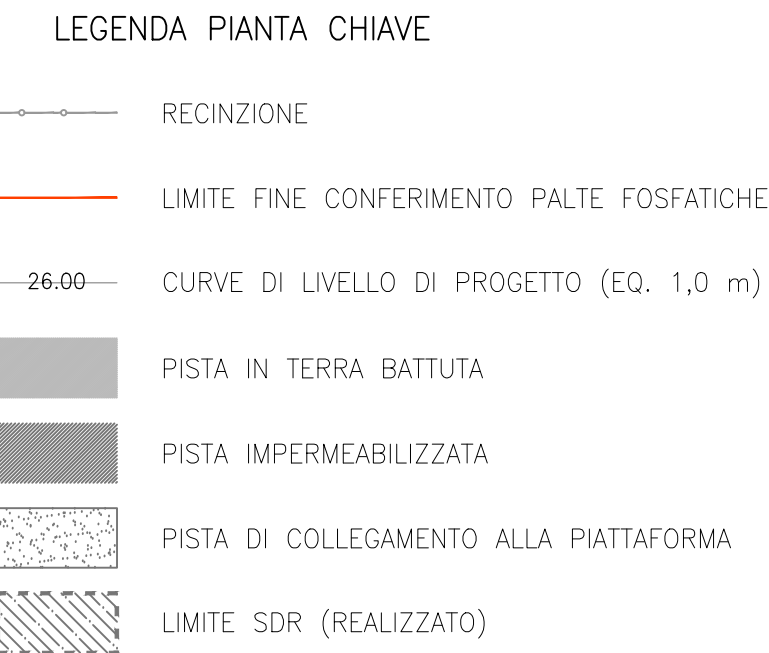 LEGENDA PIANTA CHIAVE
RECINZIONE
LIMITE FINE CONFERIMENTO PALTE FOSFATICHE
26.00
CURVE DI LIVELLO DI PROGETTO (EQ. 1,0 m)
PISTA IN TERRA BATTUTA
PISTA IMPERMEABILIZZATA
PISTA DI COLLEGAMENTO ALLA PIATTAFORMA
LIMITE SDR (REALIZZATO)